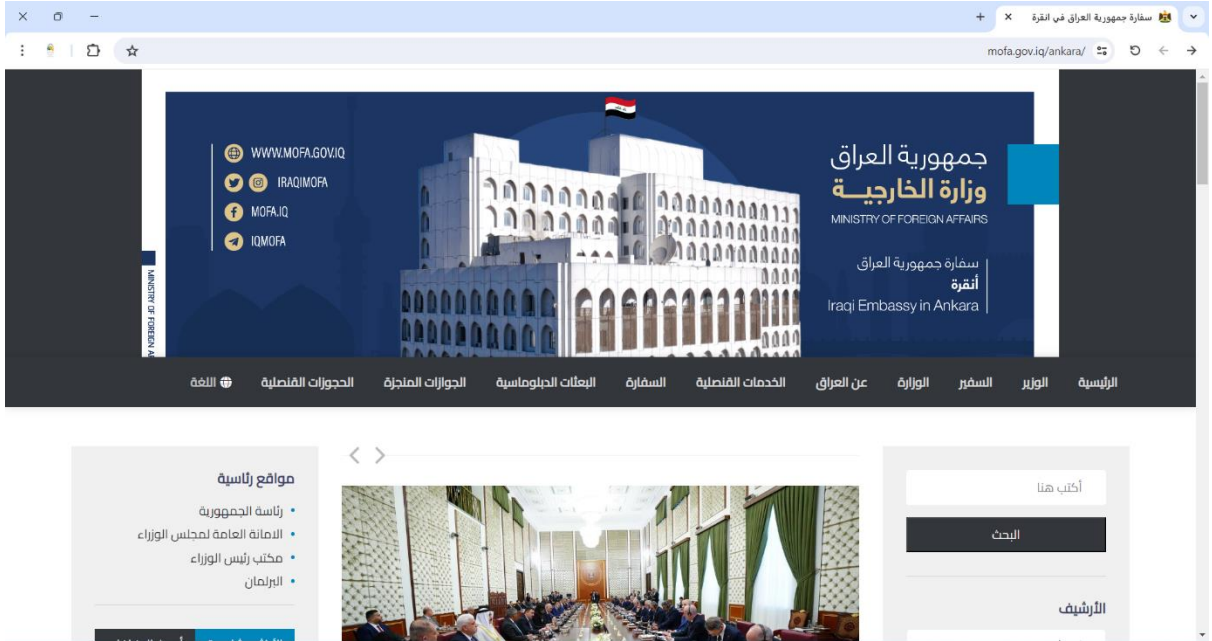 سفارة جمهورية العراق في انقرة
mofa.gov.iq/ankara/
WWW.MOFA.GOV.IQ
IRAQIMOFA
MOFA.IQ
IQMOFA
جمهورية العراق
وزارة الخارجيــة
MINISTRY OF FOREIGN AFFAIRS
سفارة جمهورية العراق
أنقرة
Iraqi Embassy in Ankara
الرئيسية الوزير السفير الوزارة عن العراق الخدمات القنصلية السفارة البعثات الدبلوماسية الجوازات المنجزة الحجوزات القنصلية اللغة
أكتب هنا
البحث
الأرشيف
مواقع رئاسية
رئاسة الجمهورية
الامانة العامة لمجلس الوزراء
مكتب رئيس الوزراء
البرلمان